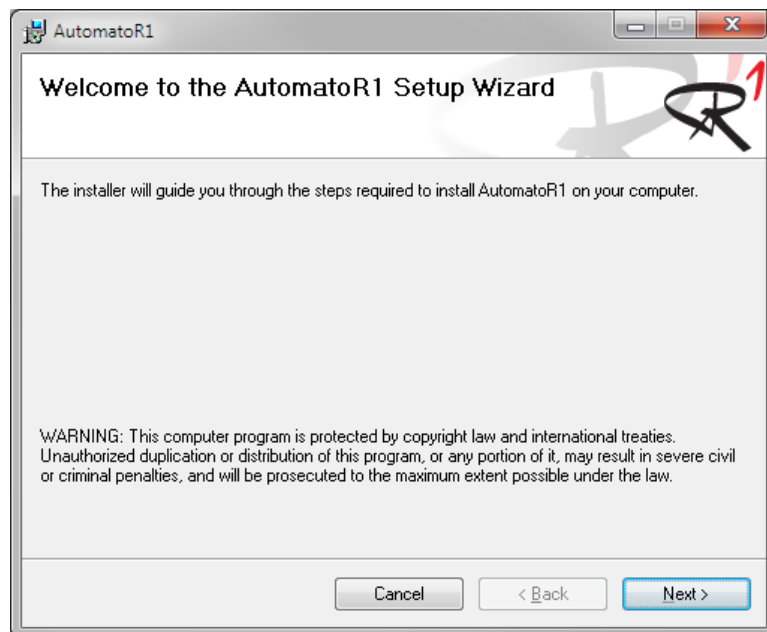 AutomatoR1
Welcome to the AutomatoR1 Setup Wizard
R1
The installer will guide you through the steps required to install AutomatoR1 on your computer.
WARNING: This computer program is protected by copyright law and international treaties.
Unauthorized duplication or distribution of this program, or any portion of it, may result in severe civil
or criminal penalties, and will be prosecuted to the maximum extent possible under the law.
Cancel
< Back
Next >